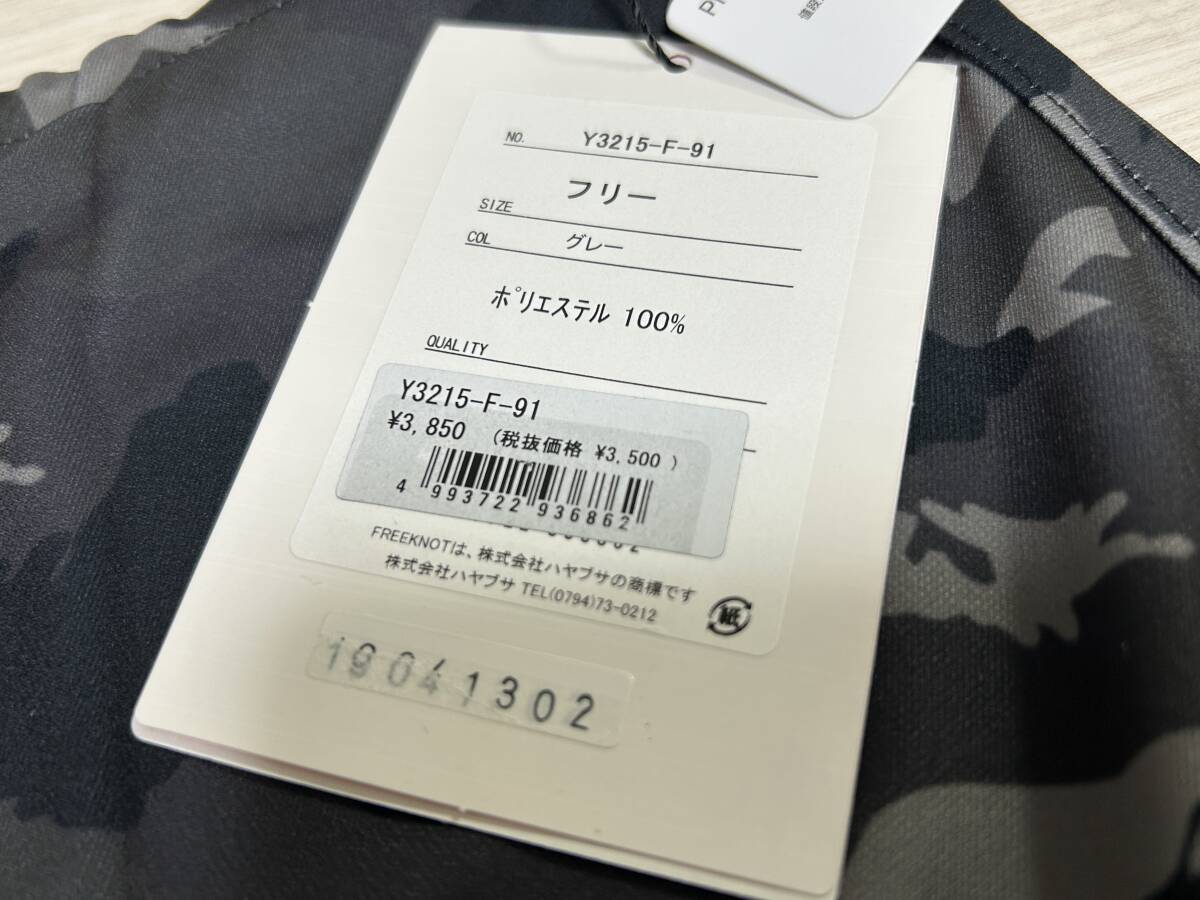 NO. Y3215-F-91
フリー
SIZE
COL グレー
ポリエステル 100%
QUALITY
Y3215-F-91
¥3,850 (税抜価格 ¥3,500 )
4 993722 936862
FREEKNOTは、株式会社ハヤブサの商標です
株式会社ハヤブサ TEL(0794)73-0212
紙
19041302